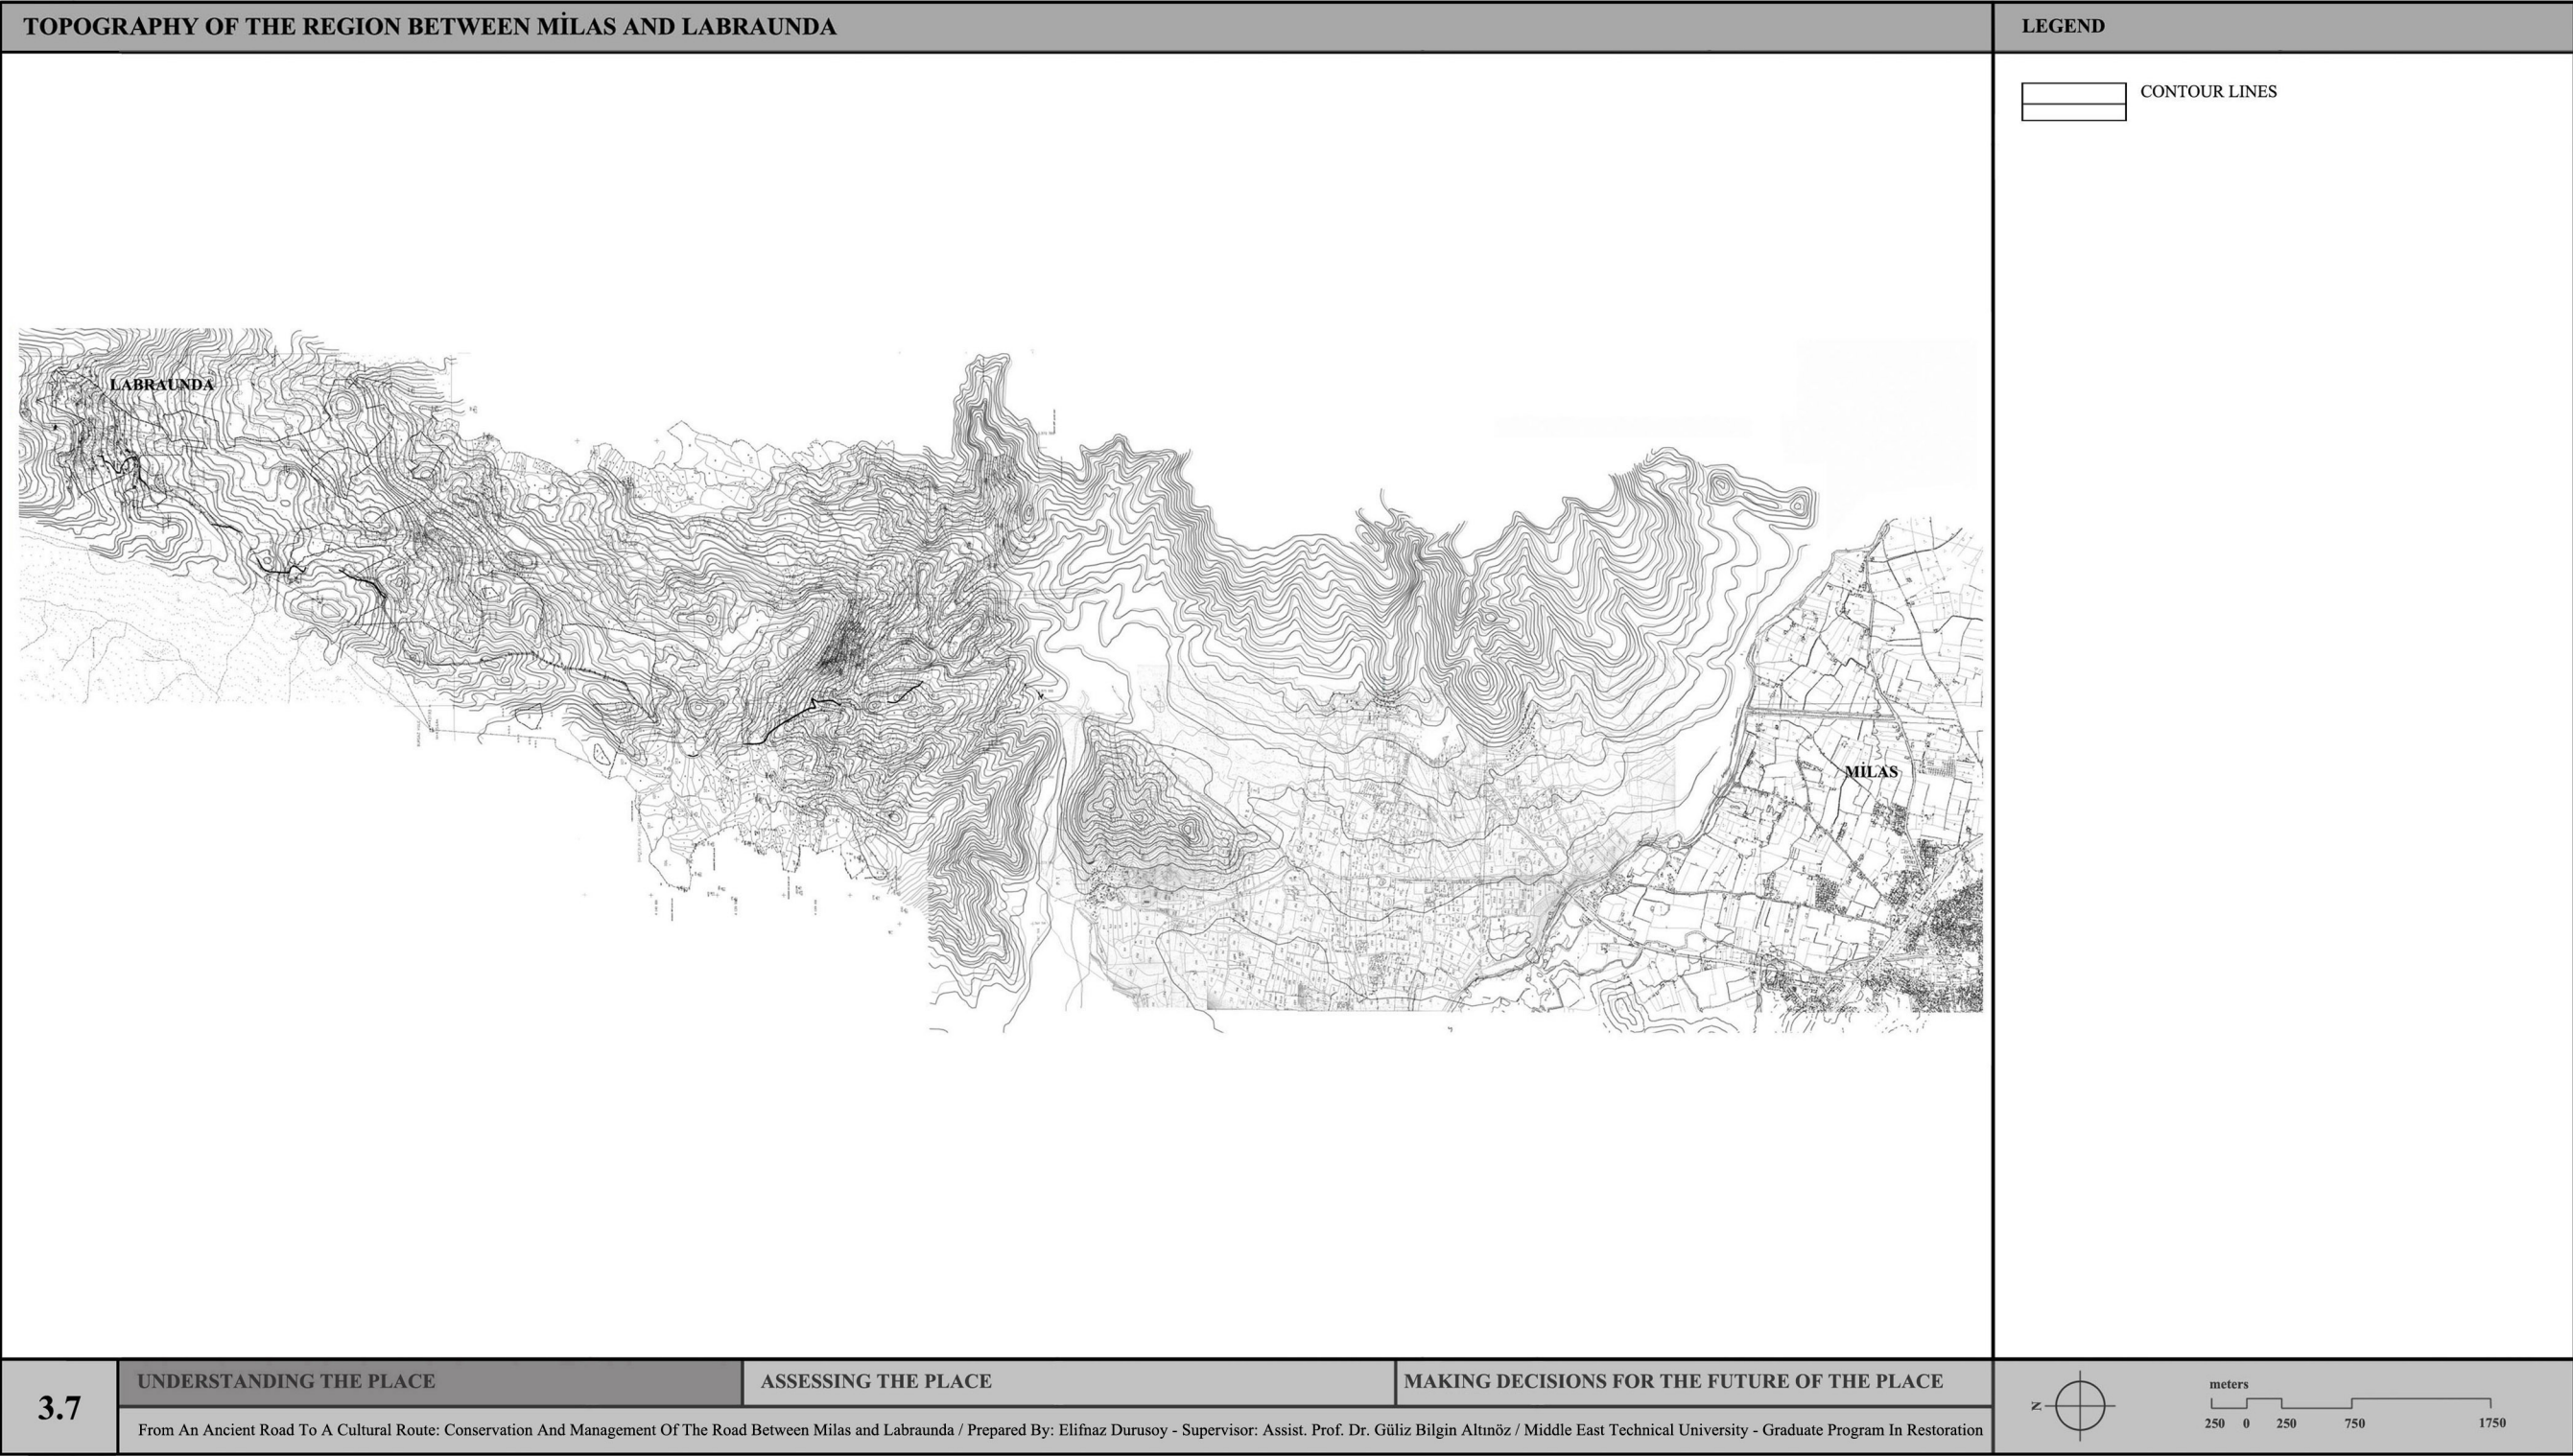 TOPOGRAPHY OF THE REGION BETWEEN MİLAS AND LABRAUNDA
LEGEND
CONTOUR LINES
LABRAUNDA
MİLAS
3.7
UNDERSTANDING THE PLACE
ASSESSING THE PLACE
MAKING DECISIONS FOR THE FUTURE OF THE PLACE
From An Ancient Road To A Cultural Route: Conservation And Management Of The Road Between Milas and Labraunda / Prepared By: Elifnaz Durusoy - Supervisor: Assist. Prof. Dr. Güliz Bilgin Altınöz / Middle East Technical University - Graduate Program In Restoration
N
meters
250 0 250 750 1750